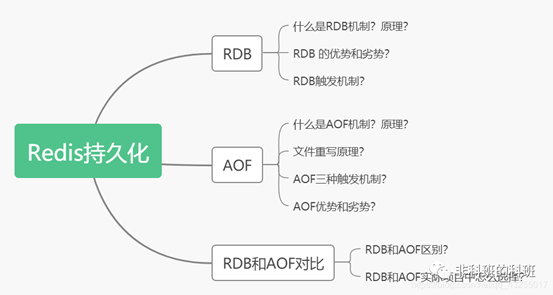 Redis持久化
RDB
什么是RDB机制？原理？
RDB 的优势和劣势？
RDB触发机制？
AOF
什么是AOF机制？原理？
文件重写原理？
AOF三种触发机制？
AOF优势和劣势？
RDB和AOF对比
RDB和AOF区别？
RDB和AOF实际项目中怎么选择？
非科班的科班